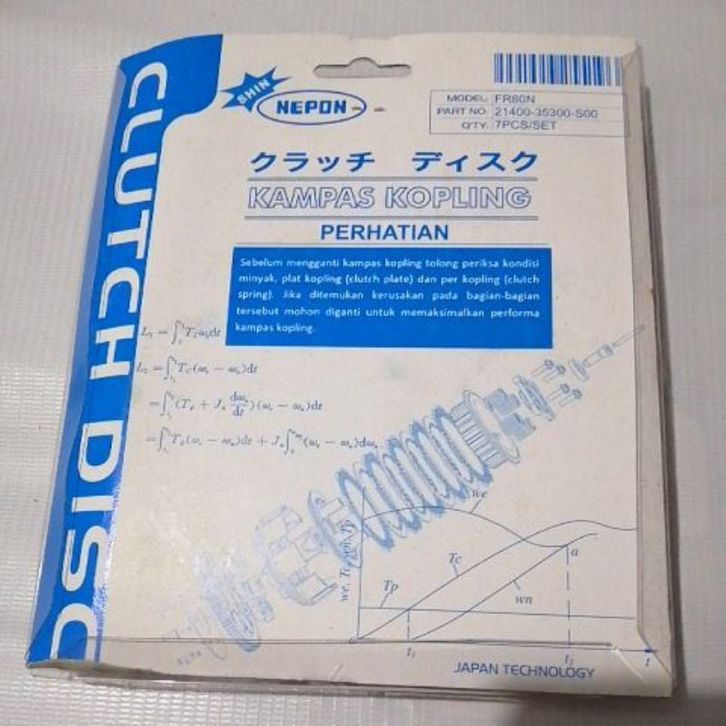 CLUTCH DISC
SHIN
NEPON
MODEL: FR80N
PART NO: 21400-35300-S00
Q'TY: 7PCS/SET
クラッチ ディスク
KAMPAS KOPLING
PERHATIAN
Sebelum mengganti kampas kopling tolong periksa kondisi
minyak, plat kopling (clutch plate) dan per kopling (clutch
spring). Jika ditemukan kerusakan pada bagian-bagian
tersebut mohon diganti untuk memaksimalkan performa
kampas kopling.
we
Tc
a
Tp
wn
t₁
t₂
t
JAPAN TECHNOLOGY